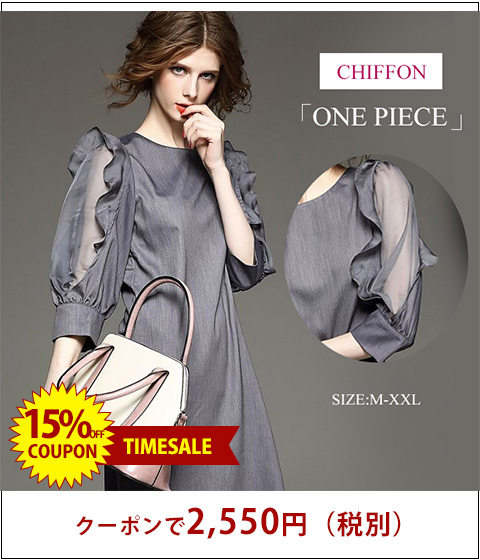 CHIFFON
「ONE PIECE」
SIZE:M-XXL
15%OFF
COUPON
TIMESALE
クーポンで2,550円（税別）